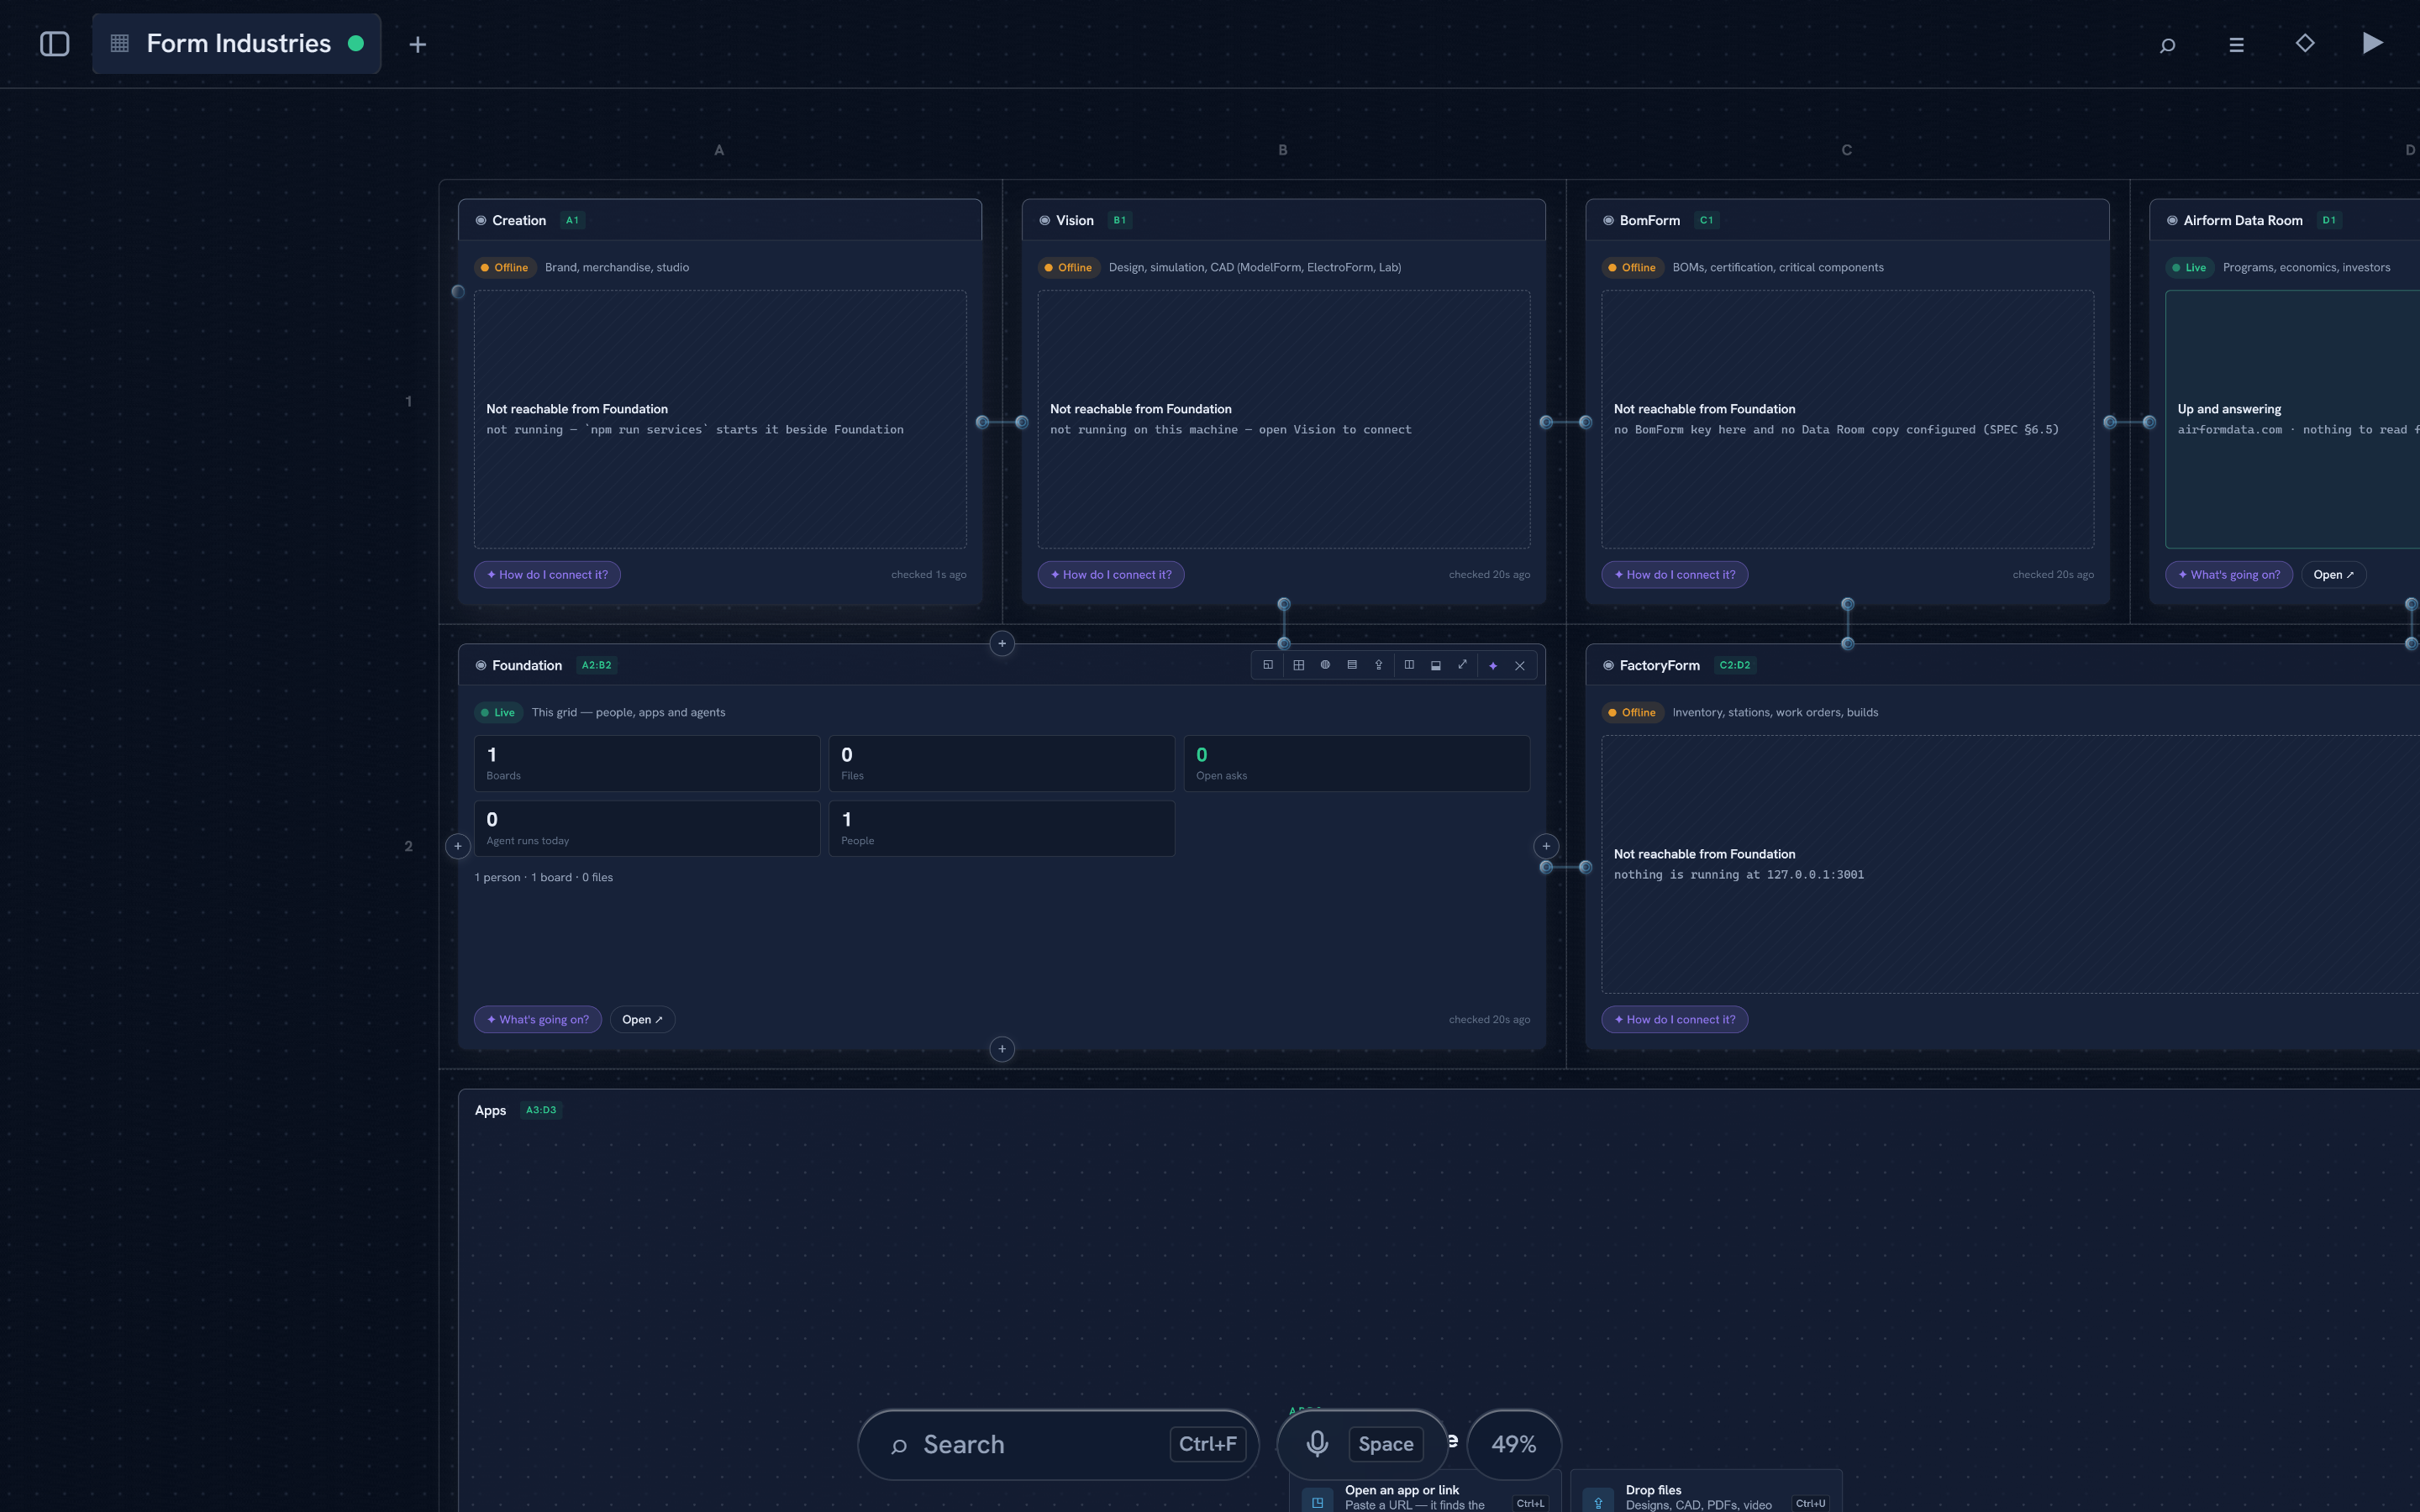 Form Industries
A
B
C
D
1
Creation A1
Offline Brand, merchandise, studio
Not reachable from Foundation
not running — `npm run services` starts it beside Foundation
✦ How do I connect it?
checked 1s ago
Vision B1
Offline Design, simulation, CAD (ModelForm, ElectroForm, Lab)
Not reachable from Foundation
not running on this machine — open Vision to connect
✦ How do I connect it?
checked 20s ago
BomForm C1
Offline BOMs, certification, critical components
Not reachable from Foundation
no BomForm key here and no Data Room copy configured (SPEC §6.5)
✦ How do I connect it?
checked 20s ago
Airform Data Room D1
Live Programs, economics, investors
Up and answering
airformdata.com · nothing to read
✦ What's going on?
Open ↗
2
Foundation A2:B2
Live This grid — people, apps and agents
1
Boards
0
Files
0
Open asks
0
Agent runs today
1
People
1 person · 1 board · 0 files
✦ What's going on?
Open ↗
checked 20s ago
FactoryForm C2:D2
Offline Inventory, stations, work orders, builds
Not reachable from Foundation
nothing is running at 127.0.0.1:3001
✦ How do I connect it?
Apps A3:D3
Search Ctrl+F
Space
49%
Open an app or link
Paste a URL — it finds the
Ctrl+L
Drop files
Designs, CAD, PDFs, video
Ctrl+U